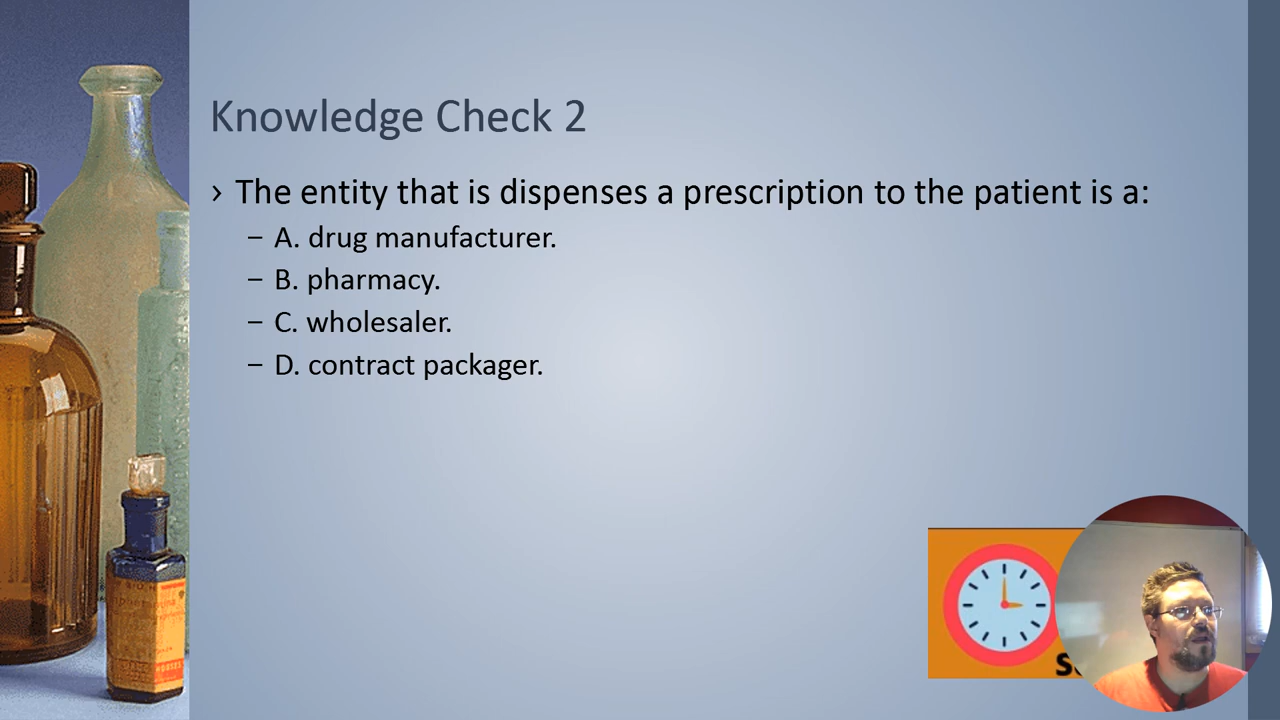 Knowledge Check 2
› The entity that is dispenses a prescription to the patient is a:
– A. drug manufacturer.
– B. pharmacy.
– C. wholesaler.
– D. contract packager.